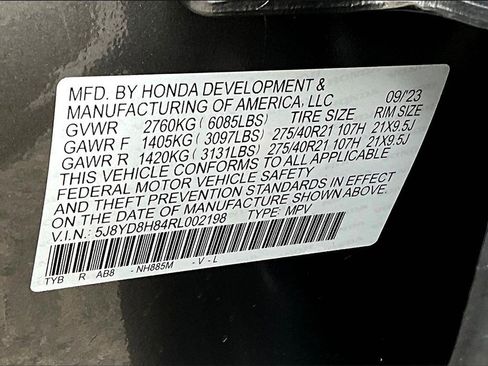 MFD. BY HONDA DEVELOPMENT &
MANUFACTURING OF AMERICA, LLC 09/23
GVWR 2760KG ( 6085LBS) TIRE SIZE RIM SIZE
GAWR F 1405KG ( 3097LBS) 275/40R21 107H 21X9.5J
GAWR R 1420KG ( 3131LBS) 275/40R21 107H 21X9.5J
THIS VEHICLE CONFORMS TO ALL APPLICABLE
FEDERAL MOTOR VEHICLE SAFETY
AND THEFT PREVENTION STANDARDS IN EFFECT
ON THE DATE OF MANUFACTURE SHOWN ABOVE.
V.I.N.: 5J8YD8H84RL002198 TYPE: MPV
TYB R AB8 - NH885M - V - L